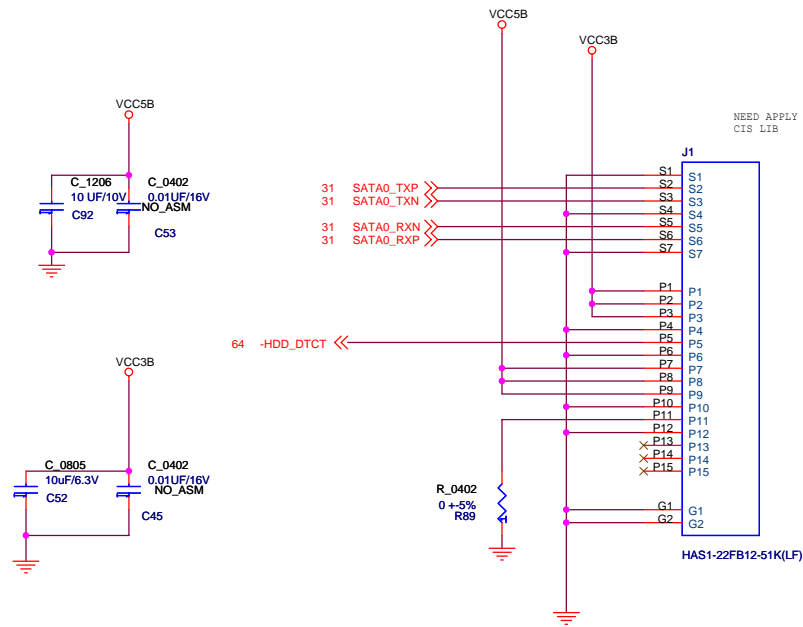 VCC5B
VCC3B
NEED APPLY
CIS LIB
J1
VCC5B
C_1206
10 UF/10V
C92
C_0402
0.01UF/16V
NO_ASM
C53
31 SATA0_TXP
31 SATA0_TXN
31 SATA0_RXN
31 SATA0_RXP
64 -HDD_DTCT
S1 S1
S2 S2
S3 S3
S4 S4
S5 S5
S6 S6
S7 S7
P1 P1
P2 P2
P3 P3
P4 P4
P5 P5
P6 P6
P7 P7
P8 P8
P9 P9
P10 P10
P11 P11
P12 P12
P13 P13
P14 P14
P15 P15
G1 G1
G2 G2
HAS1-22FB12-51K(LF)
VCC3B
C_0805
10uF/6.3V
C52
C_0402
0.01UF/16V
NO_ASM
C45
R_0402
0 +-5%
R89